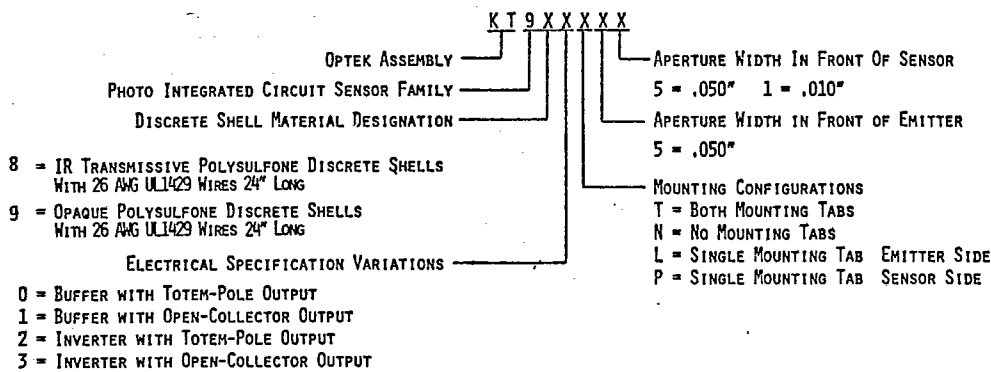 KT9XXXXX
OPTEK ASSEMBLY
PHOTO INTEGRATED CIRCUIT SENSOR FAMILY
DISCRETE SHELL MATERIAL DESIGNATION
8 = IR TRANSMISSIVE POLYSULFONE DISCRETE SHELLS
WITH 26 AWG UL1429 WIRES 24" LONG
9 = OPAQUE POLYSULFONE DISCRETE SHELLS
WITH 26 AWG UL1429 WIRES 24" LONG
ELECTRICAL SPECIFICATION VARIATIONS
0 = BUFFER WITH TOTEM-POLE OUTPUT
1 = BUFFER WITH OPEN-COLLECTOR OUTPUT
2 = INVERTER WITH TOTEM-POLE OUTPUT
3 = INVERTER WITH OPEN-COLLECTOR OUTPUT
APERTURE WIDTH IN FRONT OF SENSOR
5 = .050" 1 = .010"
APERTURE WIDTH IN FRONT OF EMITTER
5 = .050"
MOUNTING CONFIGURATIONS
T = BOTH MOUNTING TABS
N = NO MOUNTING TABS
L = SINGLE MOUNTING TAB EMITTER SIDE
P = SINGLE MOUNTING TAB SENSOR SIDE